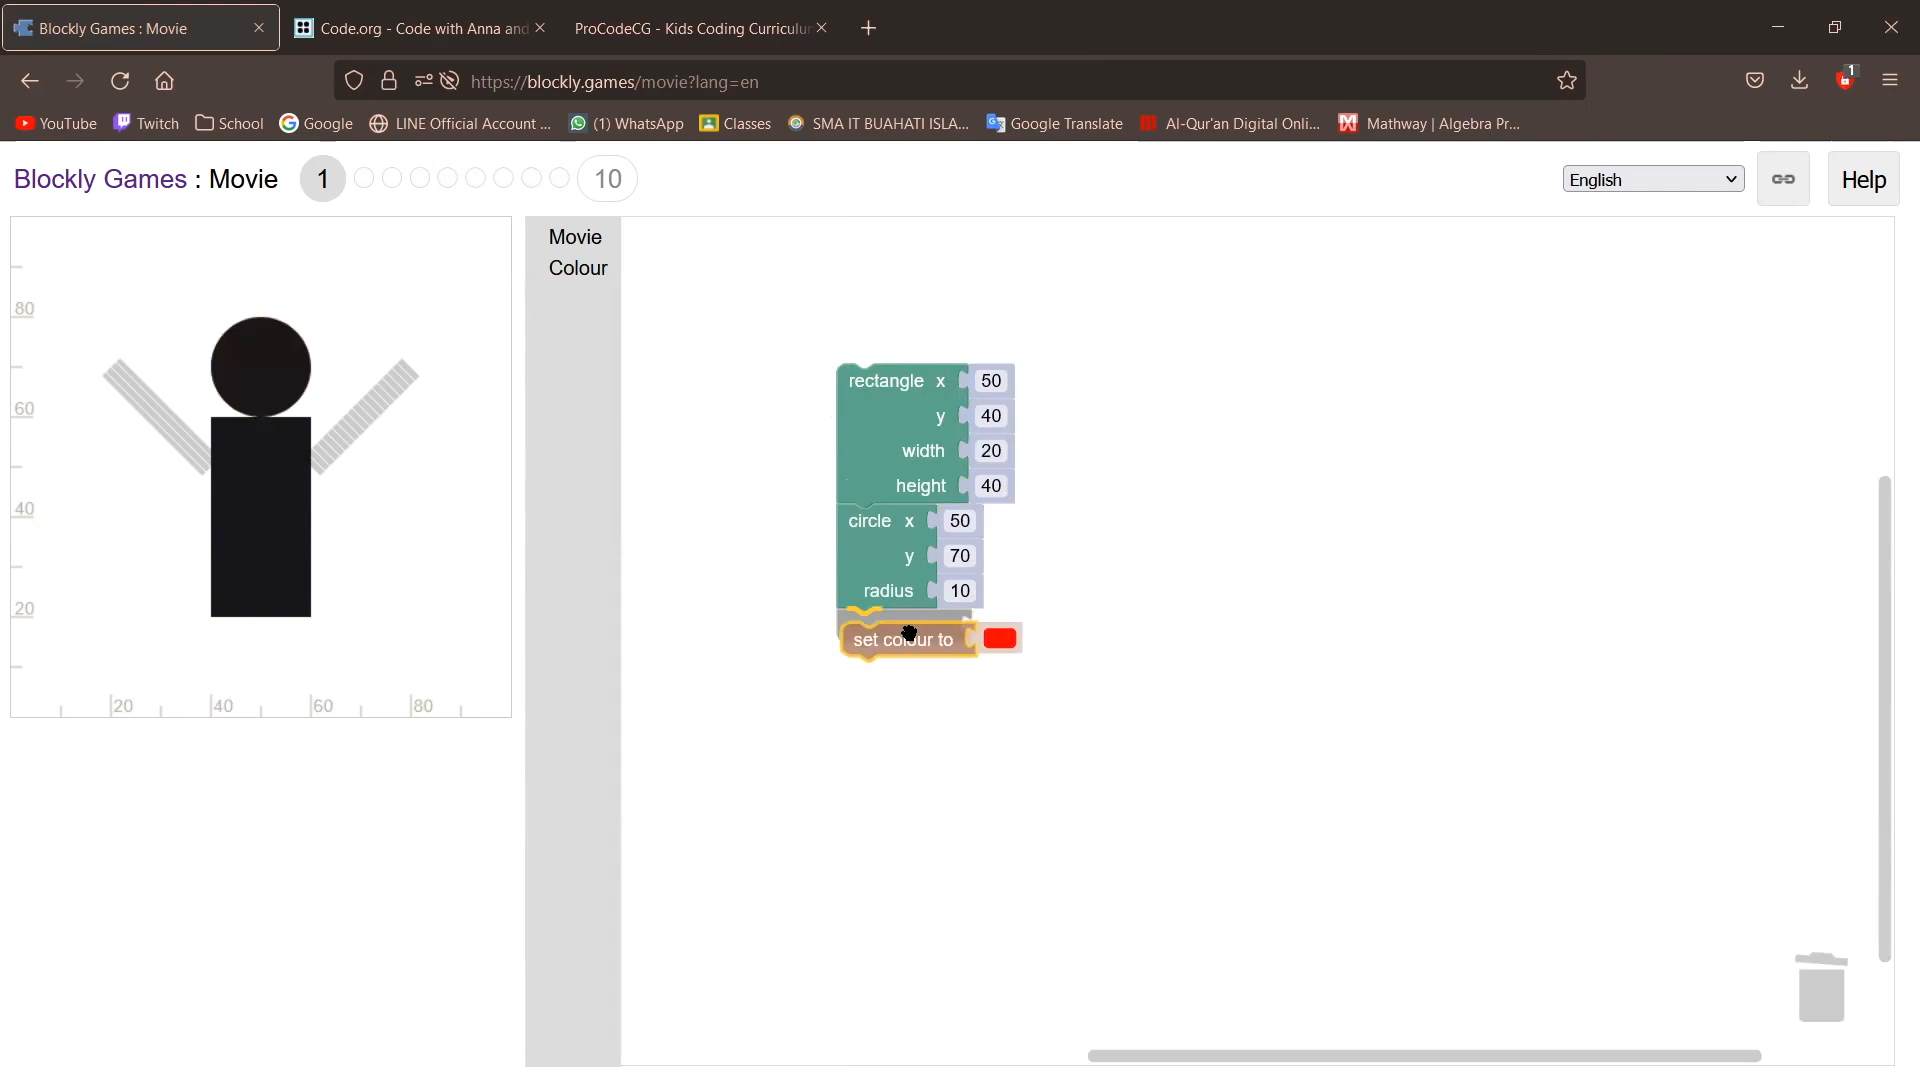 Blockly Games : Movie
Code.org - Code with Anna and
ProCodeCG - Kids Coding Curriculu
https://blockly.games/movie?lang=en
1
YouTube
Twitch
School
Google
LINE Official Account ...
(1) WhatsApp
Classes
SMA IT BUAHATI ISLA...
Google Translate
Al-Qur'an Digital Onli...
Mathway | Algebra Pr...
Blockly Games : Movie
1
10
English
Help
Movie
Colour
80
60
40
20
20
40
60
80
rectangle x 50
y 40
width 20
height 40
circle x 50
y 70
radius 10
set colour to